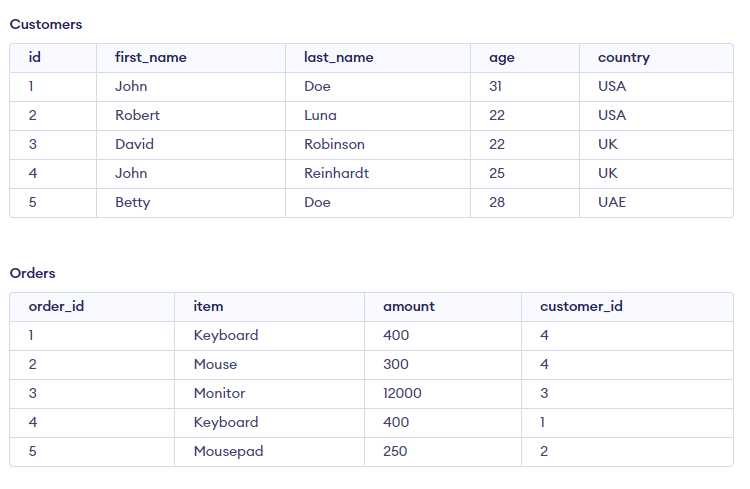 Customers
id first_name last_name age country
1 John Doe 31 USA
2 Robert Luna 22 USA
3 David Robinson 22 UK
4 John Reinhardt 25 UK
5 Betty Doe 28 UAE
Orders
order_id item amount customer_id
1 Keyboard 400 4
2 Mouse 300 4
3 Monitor 12000 3
4 Keyboard 400 1
5 Mousepad 250 2